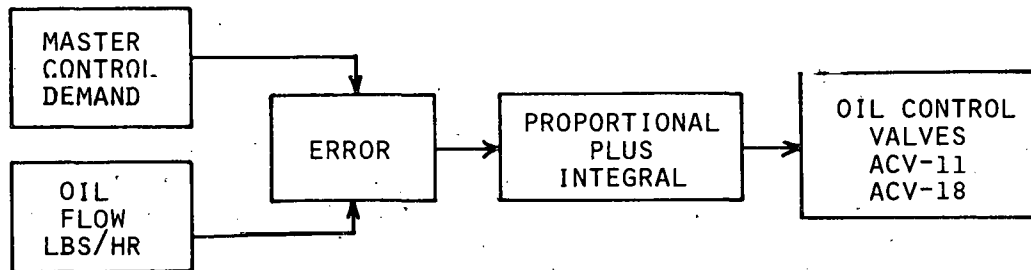 MASTER
CONTROL
DEMAND
OIL
FLOW
LBS/HR
ERROR
PROPORTIONAL
PLUS
INTEGRAL
OIL CONTROL
VALVES
ACV-11
ACV-18